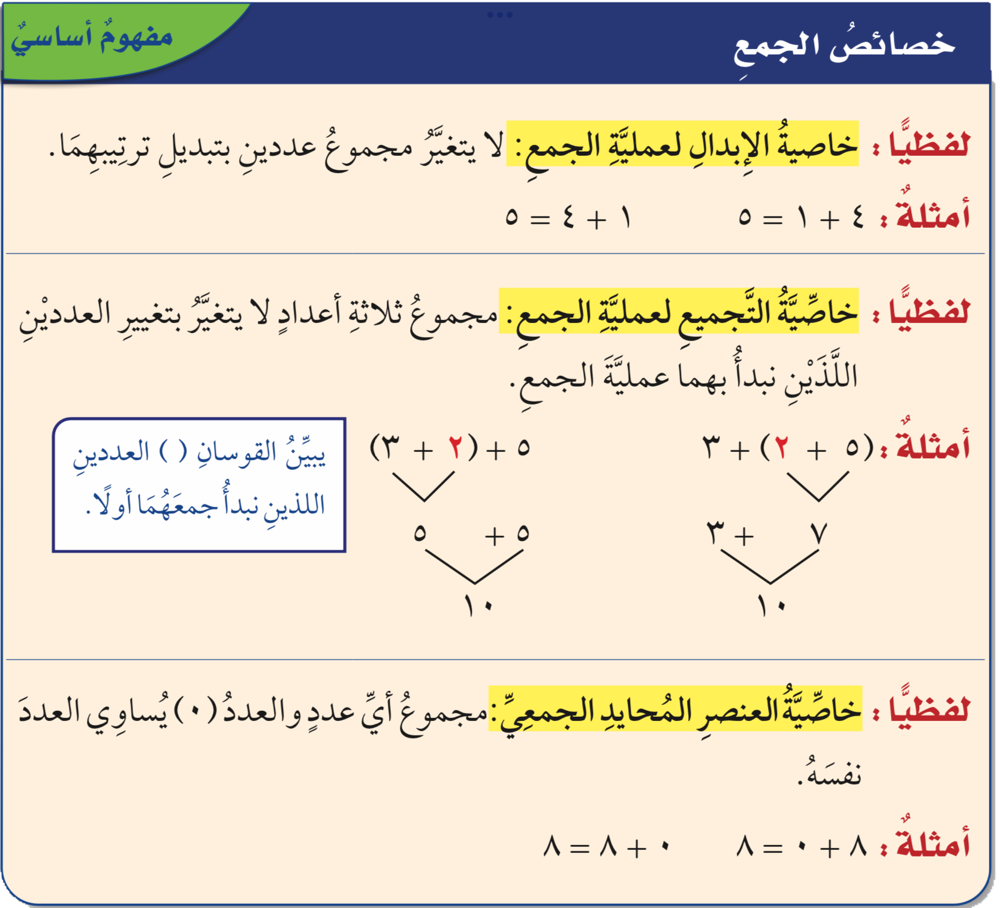 خصائصُ الجمعِ
مفهومٌ أساسيٌ
لفظيًّا : خاصيةُ الإبدالِ لعمليَّةِ الجمعِ: لا يتغيَّرُ مجموعُ عددينِ بتبديلِ ترتِيبهِمَا.
أمثلةٌ : ٤ + ١ = ٥ ١ + ٤ = ٥
لفظيًّا : خاصِّيَّةُ التَّجميعِ لعمليَّةِ الجمعِ: مجموعُ ثلاثةِ أعدادٍ لا يتغيَّرُ بتغييرِ العدديْنِ
اللَّذَيْنِ نبدأُ بهما عمليَّةَ الجمعِ.
أمثلةٌ : (٥ + ٢) + ٣ ٥ + (٢ + ٣)
٧ + ٣ ٥ + ٥
١٠ ١٠
يبيِّنُ القوسانِ ( ) العددينِ
اللذينِ نبدأُ جمعَهُمَا أولًا.
لفظيًّا : خاصِّيَّةُ العنصرِ المُحايدِ الجمعِيِّ: مجموعُ أيِّ عددٍ والعددُ (٠) يُساوِي العددَ
نفسَهُ.
أمثلةٌ : ٨ + ٠ = ٨ ٠ + ٨ = ٨